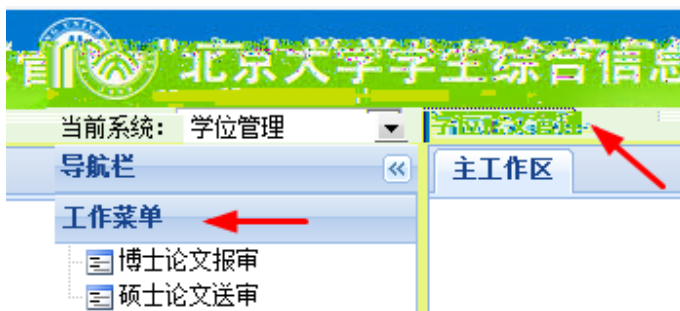 北京大学学生综合信息
当前系统： 学位管理
导航栏
主工作区
工作菜单
博士论文报审
硕士论文送审